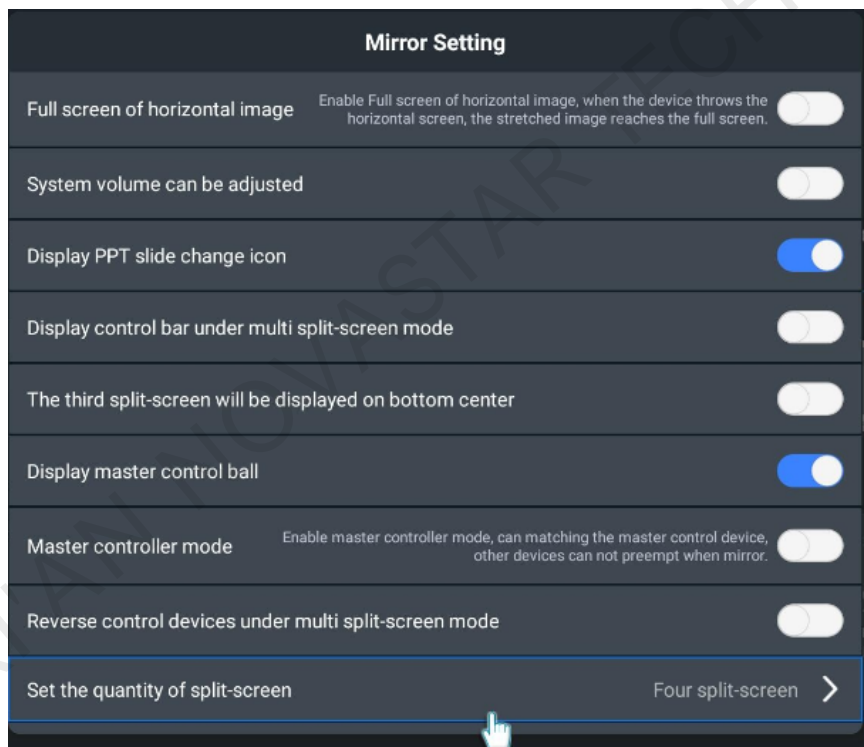 Mirror Setting
Full screen of horizontal image
Enable Full screen of horizontal image, when the device throws the
horizontal screen, the stretched image reaches the full screen.
System volume can be adjusted
Display PPT slide change icon
Display control bar under multi split-screen mode
The third split-screen will be displayed on bottom center
Display master control ball
Master controller mode
Enable master controller mode, can matching the master control device,
other devices can not preempt when mirror.
Reverse control devices under multi split-screen mode
Set the quantity of split-screen
Four split-screen
AN NOVASTAR TECH